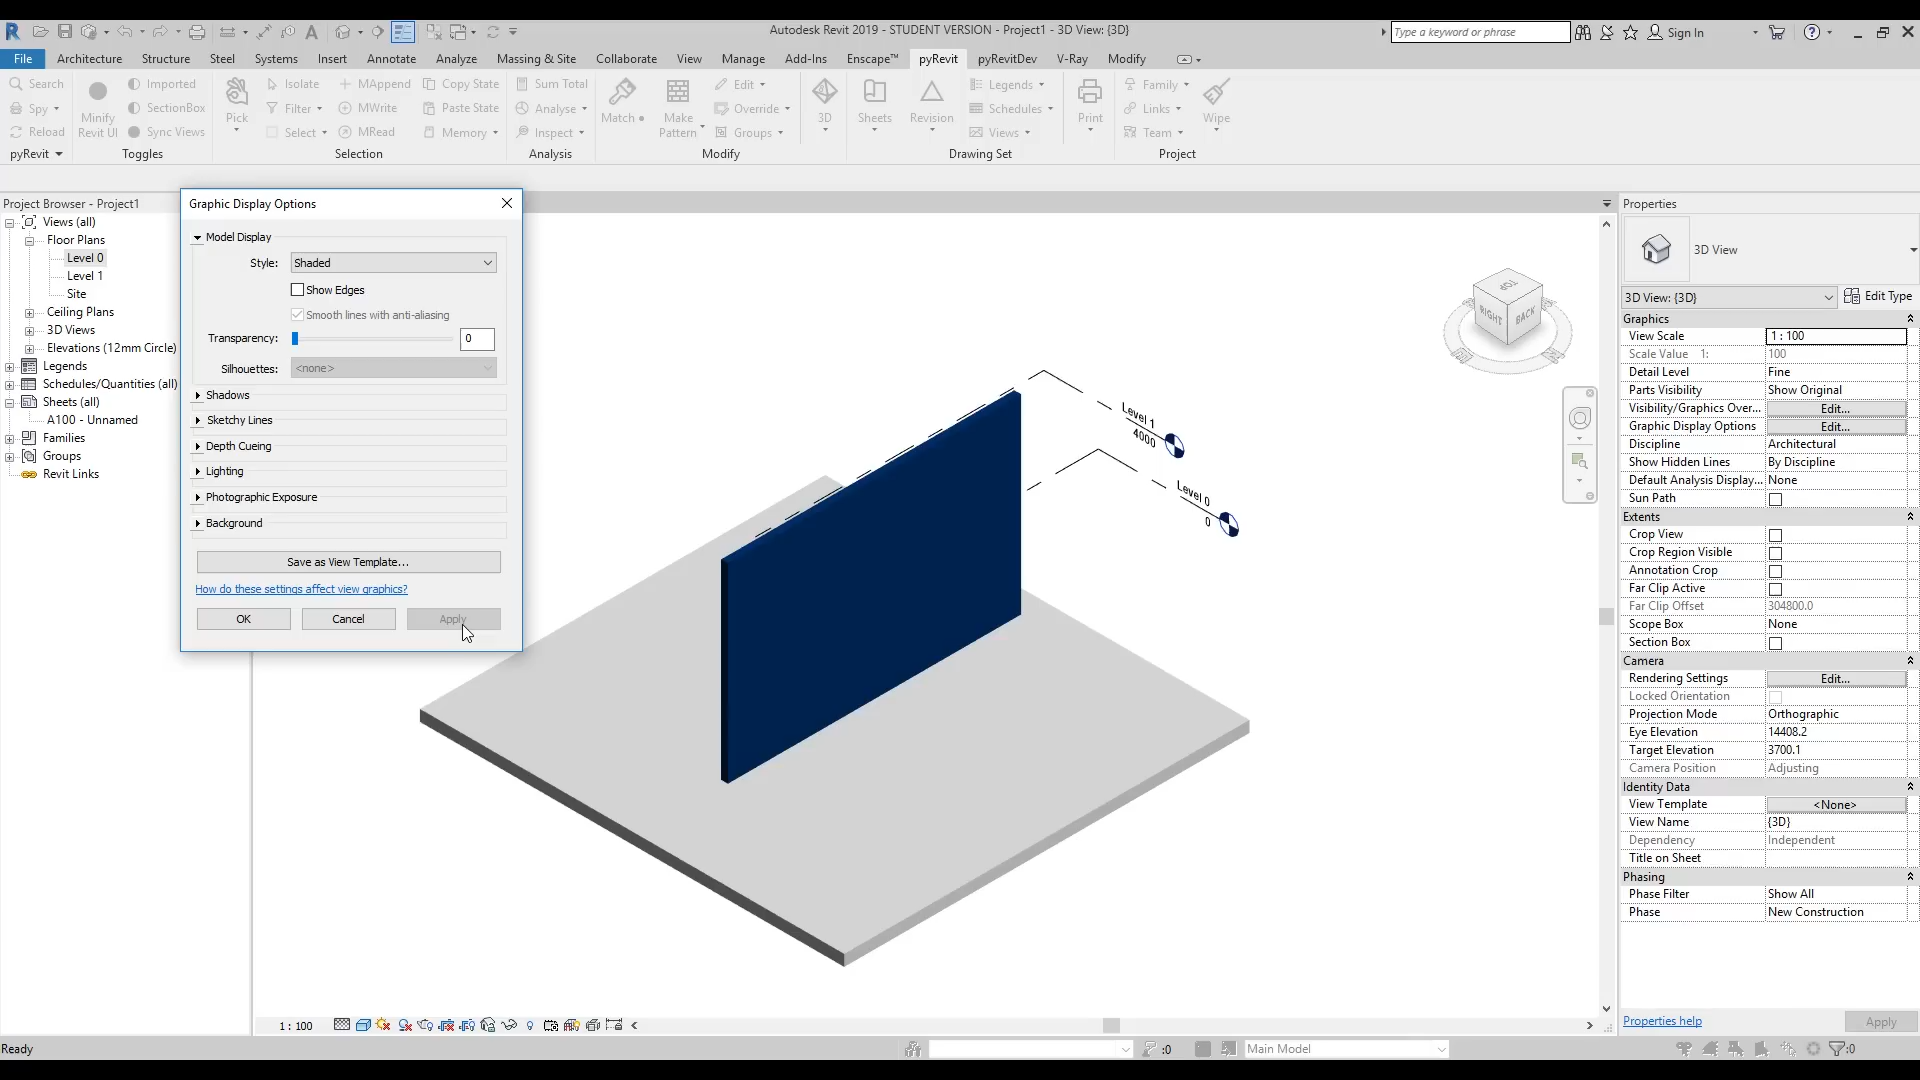 Autodesk Revit 2019 - STUDENT VERSION - Project1 - 3D View: {3D}
Type a keyword or phrase
Sign In
File Architecture Structure Steel Systems Insert Annotate Analyze Massing & Site Collaborate View Manage Add-Ins Enscape™ pyRevit pyRevitDev V-Ray Modify
Search
Spy
Reload
pyRevit
Minify
Revit UI
Imported
SectionBox
Sync Views
Toggles
Pick
Isolate
Filter
Select
MAppend
MWrite
MRead
Copy State
Paste State
Memory
Selection
Sum Total
Analyse
Inspect
Analysis
Match
Make
Pattern
Edit
Override
Groups
Modify
3D
Sheets
Revision
Legends
Schedules
Views
Drawing Set
Print
Family
Links
Team
Wipe
Project
Project Browser - Project1
Views (all)
Floor Plans
Level 0
Level 1
Site
Ceiling Plans
3D Views
Elevations (12mm Circle)
Legends
Schedules/Quantities (all)
Sheets (all)
A100 - Unnamed
Families
Groups
Revit Links
Graphic Display Options
Model Display
Style: Shaded
Show Edges
Smooth lines with anti-aliasing
Transparency: 0
Silhouettes: <none>
Shadows
Sketchy Lines
Depth Cueing
Lighting
Photographic Exposure
Background
Save as View Template...
How do these settings affect view graphics?
OK Cancel Apply
TOP
RIGHT
BACK
Level 1
4000
Level 0
0
Properties
3D View
3D View: {3D} Edit Type
Graphics
View Scale 1 : 100
Scale Value 1: 100
Detail Level Fine
Parts Visibility Show Original
Visibility/Graphics Over... Edit...
Graphic Display Options Edit...
Discipline Architectural
Show Hidden Lines By Discipline
Default Analysis Display... None
Sun Path
Extents
Crop View
Crop Region Visible
Annotation Crop
Far Clip Active
Far Clip Offset 304800.0
Scope Box None
Section Box
Camera
Rendering Settings Edit...
Locked Orientation
Projection Mode Orthographic
Eye Elevation 14408.2
Target Elevation 3700.1
Camera Position Adjusting
Identity Data
View Template <None>
View Name {3D}
Dependency Independent
Title on Sheet
Phasing
Phase Filter Show All
Phase New Construction
Properties help Apply
1 : 100
Ready
:0
Main Model
:0